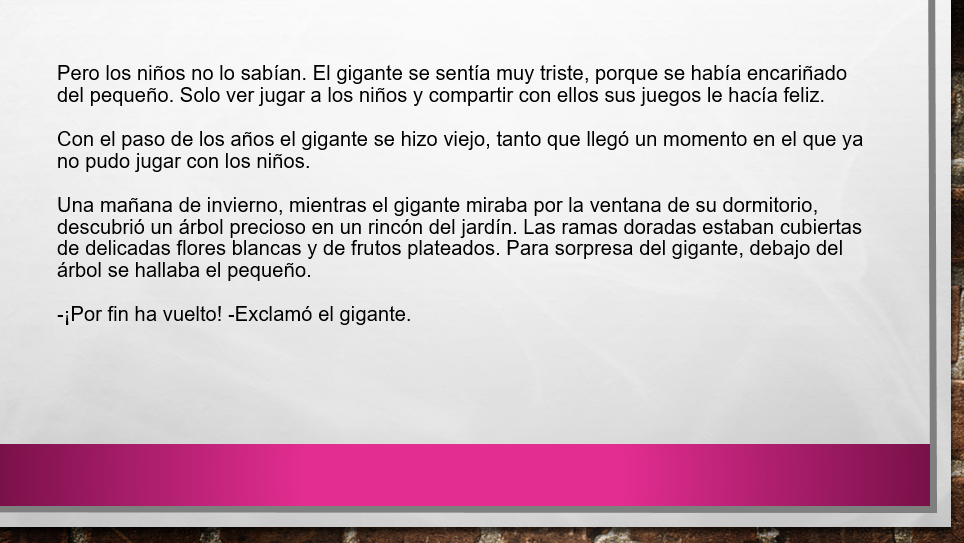 Pero los niños no lo sabían. El gigante se sentía muy triste, porque se había encariñado
del pequeño. Solo ver jugar a los niños y compartir con ellos sus juegos le hacía feliz.
Con el paso de los años el gigante se hizo viejo, tanto que llegó un momento en el que ya
no pudo jugar con los niños.
Una mañana de invierno, mientras el gigante miraba por la ventana de su dormitorio,
descubrió un árbol precioso en un rincón del jardín. Las ramas doradas estaban cubiertas
de delicadas flores blancas y de frutos plateados. Para sorpresa del gigante, debajo del
árbol se hallaba el pequeño.
-¡Por fin ha vuelto! -Exclamó el gigante.